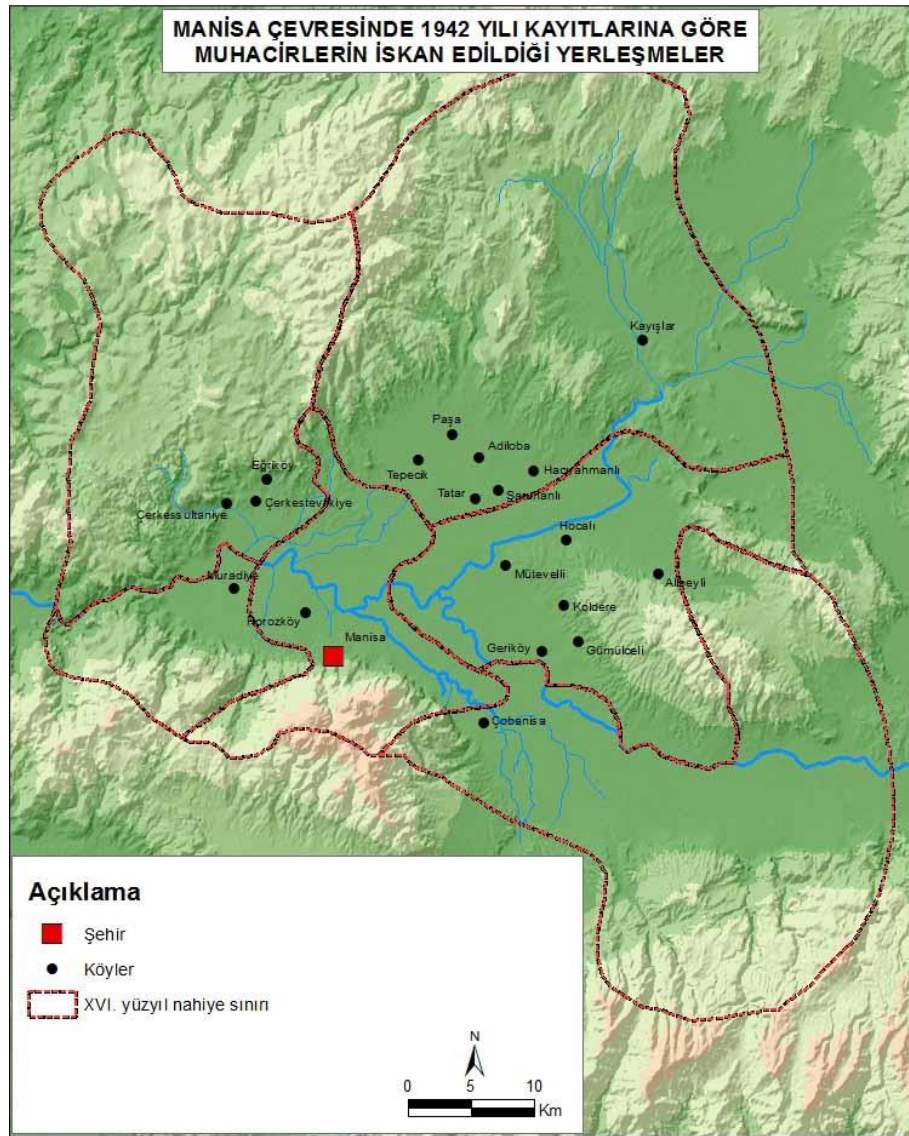 MANİSA ÇEVRESİNDE 1942 YILI KAYITLARINA GÖRE
MUHACİRLERİN İSKAN EDİLDİĞİ YERLEŞMELER
Kayışlar
Paşa
Adiloba
Tepecik
Hacırahmanlı
Eğriköy
Tatar
Saruhanlı
Çerkessultaniye
Çerkestevfikiye
Hocalı
Mütevelli
Alibeyli
Muradiye
Horozköy
Koldere
Manisa
Geriköy
Gümülceli
Çobanisa
Açıklama
Şehir
Köyler
XVI. yüzyıl nahiye sınırı
N
0 5 10
Km